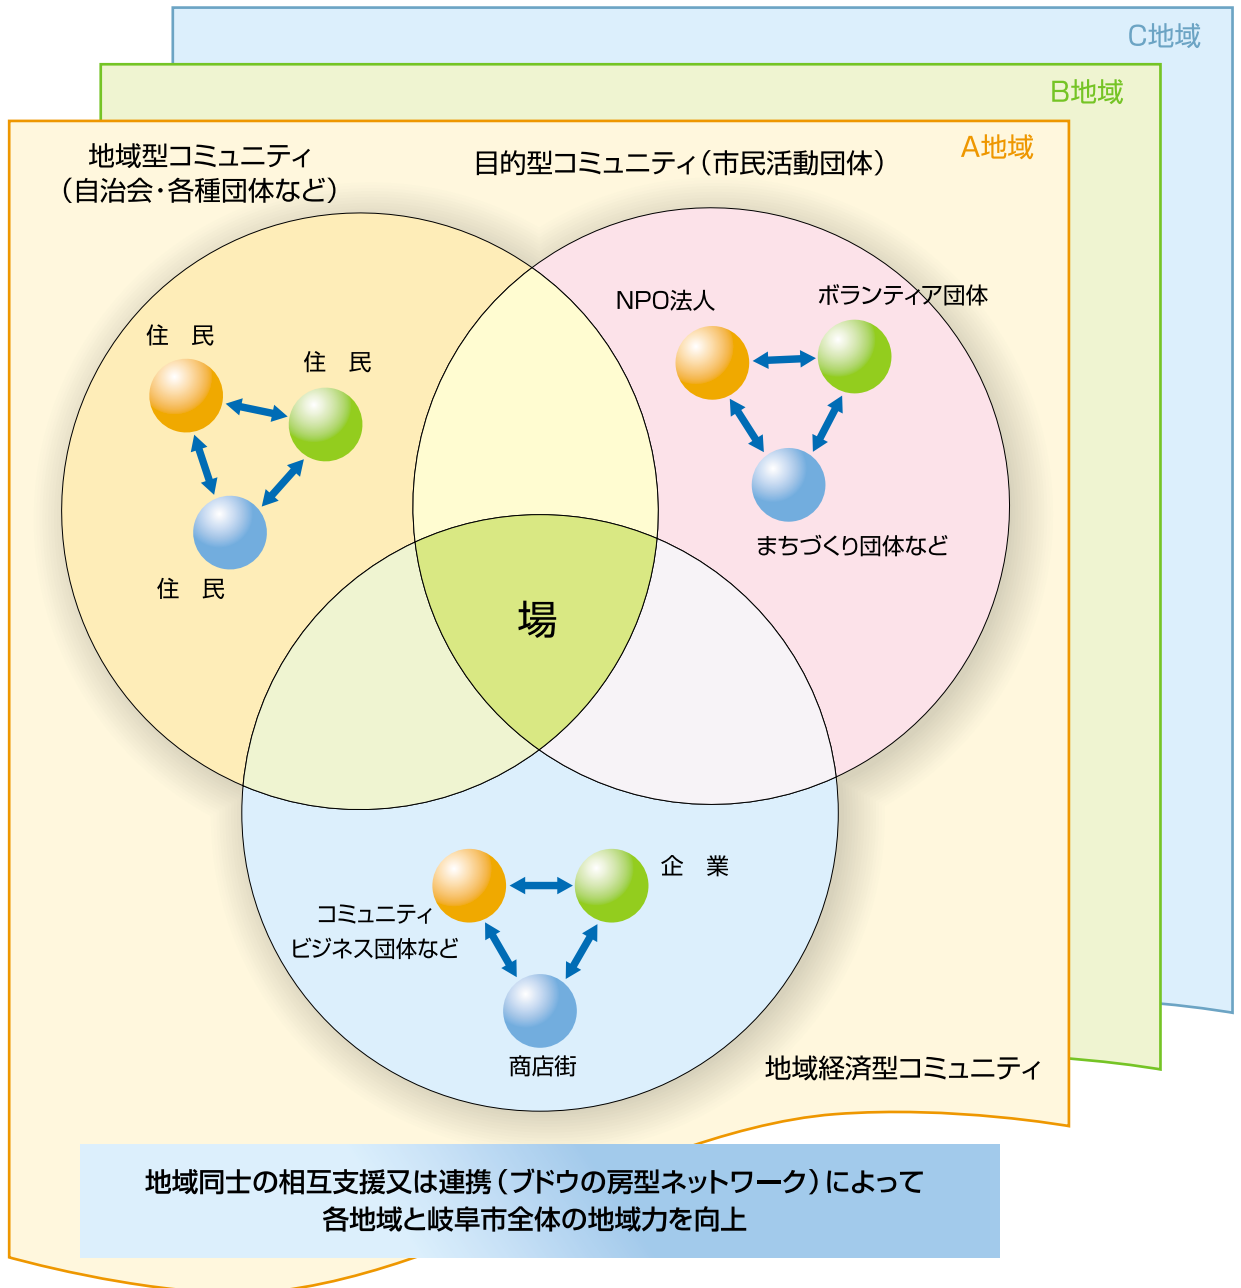 C地域
B地域
A地域
地域型コミュニティ
（自治会・各種団体など）
目的型コミュニティ（市民活動団体）
住　民
住　民
住　民
NPO法人
ボランティア団体
まちづくり団体など
場
企　業
コミュニティ
ビジネス団体など
商店街
地域経済型コミュニティ
地域同士の相互支援又は連携（ブドウの房型ネットワーク）によって
各地域と岐阜市全体の地域力を向上